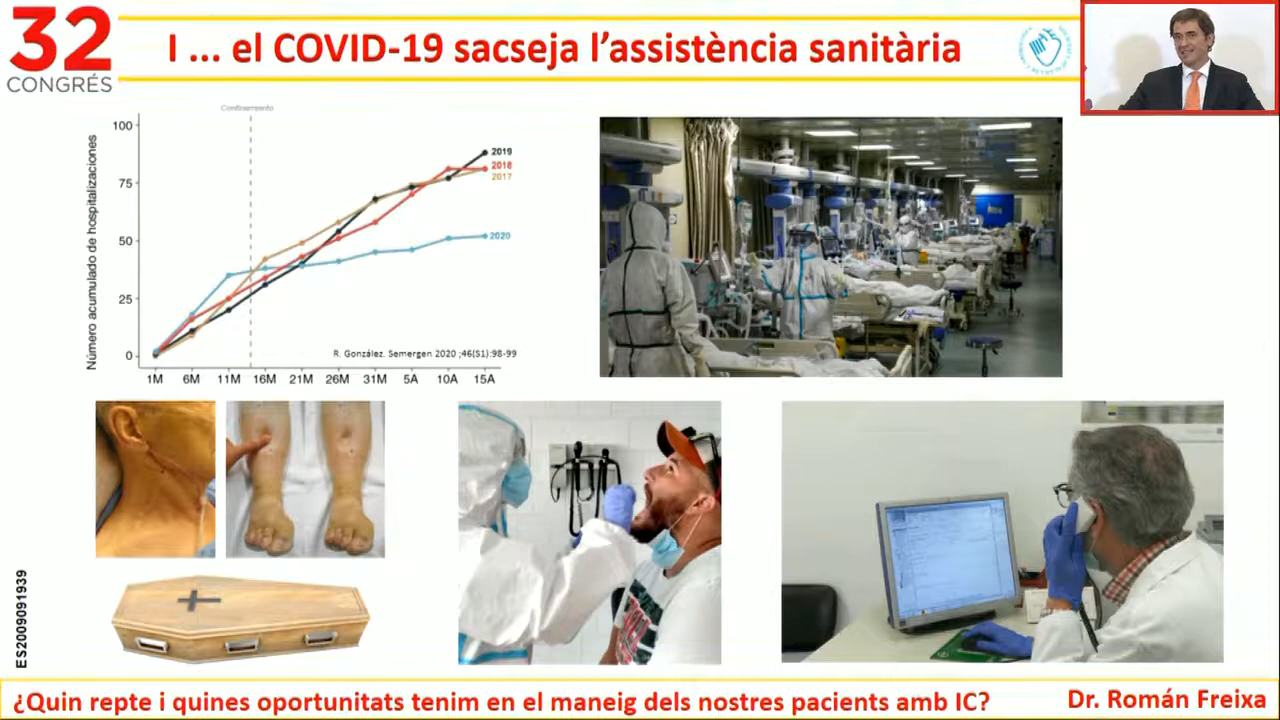 32
CONGRÉS
I ... el COVID-19 sacseja l'assistència sanitària
Confinamiento
Número acumulado de hospitalizaciones
100
75
50
25
0
2019
2018
2017
2020
R. González. Semergen 2020 ;46(S1):98-99
1M 6M 11M 16M 21M 26M 31M 5A 10A 15A
ES2009091939
¿Quin repte i quines oportunitats tenim en el maneig dels nostres pacients amb IC?
Dr. Román Freixa